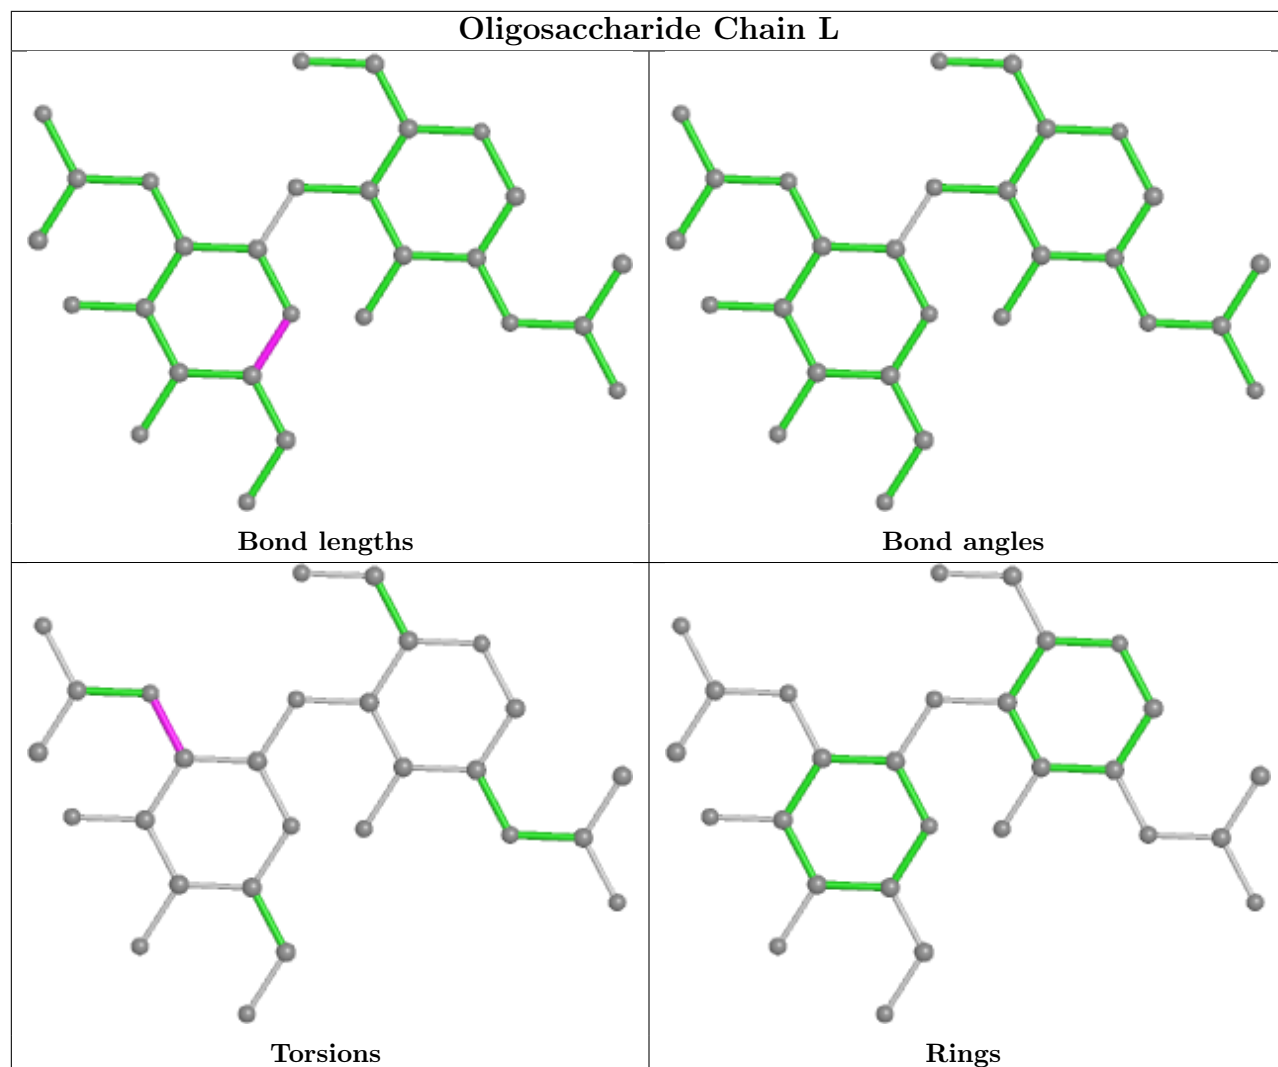 Oligosaccharide Chain L
Bond lengths
Bond angles
Torsions
Rings